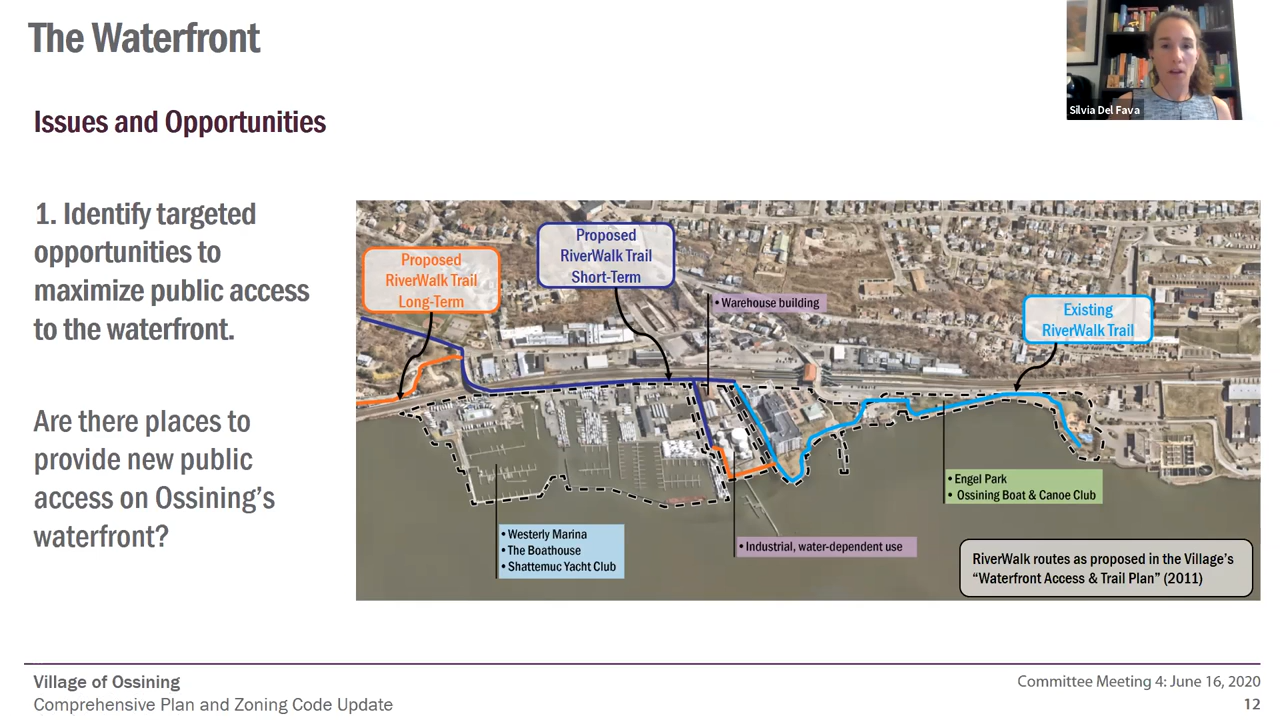 The Waterfront
Silvia Del Fava
Issues and Opportunities
1. Identify targeted
opportunities to
maximize public access
to the waterfront.
Are there places to
provide new public
access on Ossining's
waterfront?
Proposed
RiverWalk Trail
Long-Term
Proposed
RiverWalk Trail
Short-Term
• Warehouse building
Existing
RiverWalk Trail
• Engel Park
• Ossining Boat & Canoe Club
• Westerly Marina
• The Boathouse
• Shattemuc Yacht Club
• Industrial, water-dependent use
RiverWalk routes as proposed in the Village's
"Waterfront Access & Trail Plan" (2011)
Village of Ossining
Comprehensive Plan and Zoning Code Update
Committee Meeting 4: June 16, 2020
12